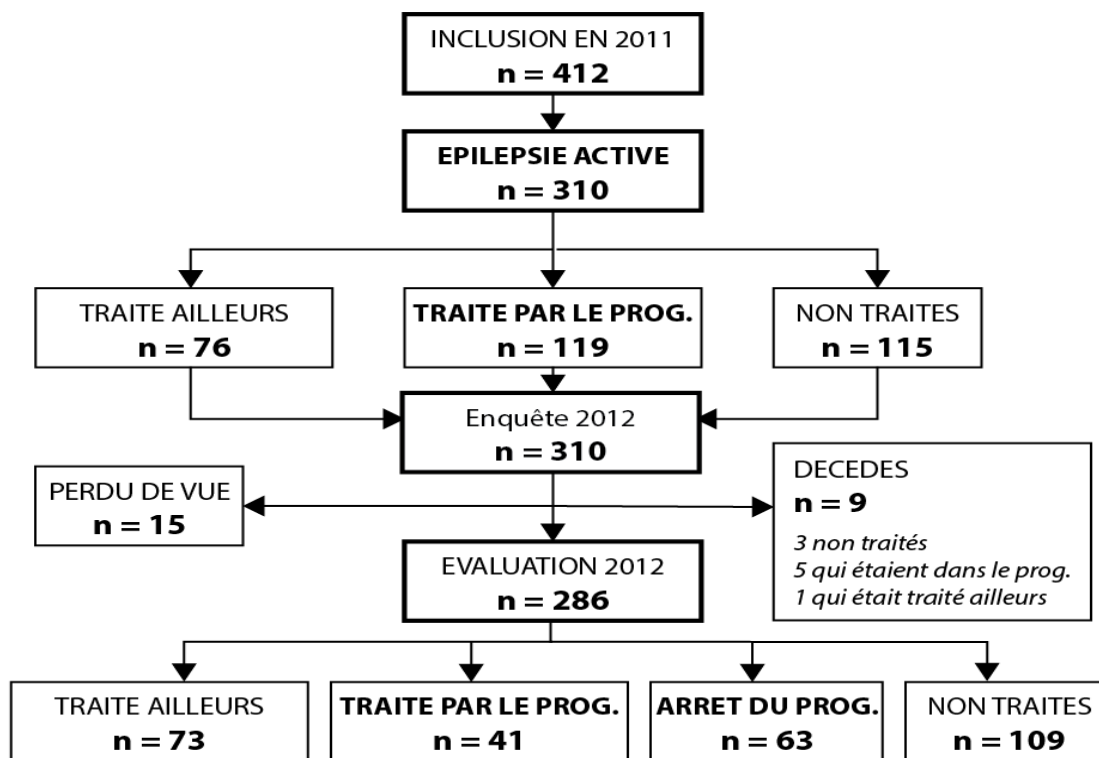 INCLUSION EN 2011
n = 412
EPILEPSIE ACTIVE
n = 310
TRAITE AILLEURS
n = 76
TRAITE PAR LE PROG.
n = 119
NON TRAITES
n = 115
Enquête 2012
n = 310
PERDU DE VUE
n = 15
DECEDES
n = 9
3 non traités
5 qui étaient dans le prog.
1 qui était traité ailleurs
EVALUATION 2012
n = 286
TRAITE AILLEURS
n = 73
TRAITE PAR LE PROG.
n = 41
ARRET DU PROG.
n = 63
NON TRAITES
n = 109